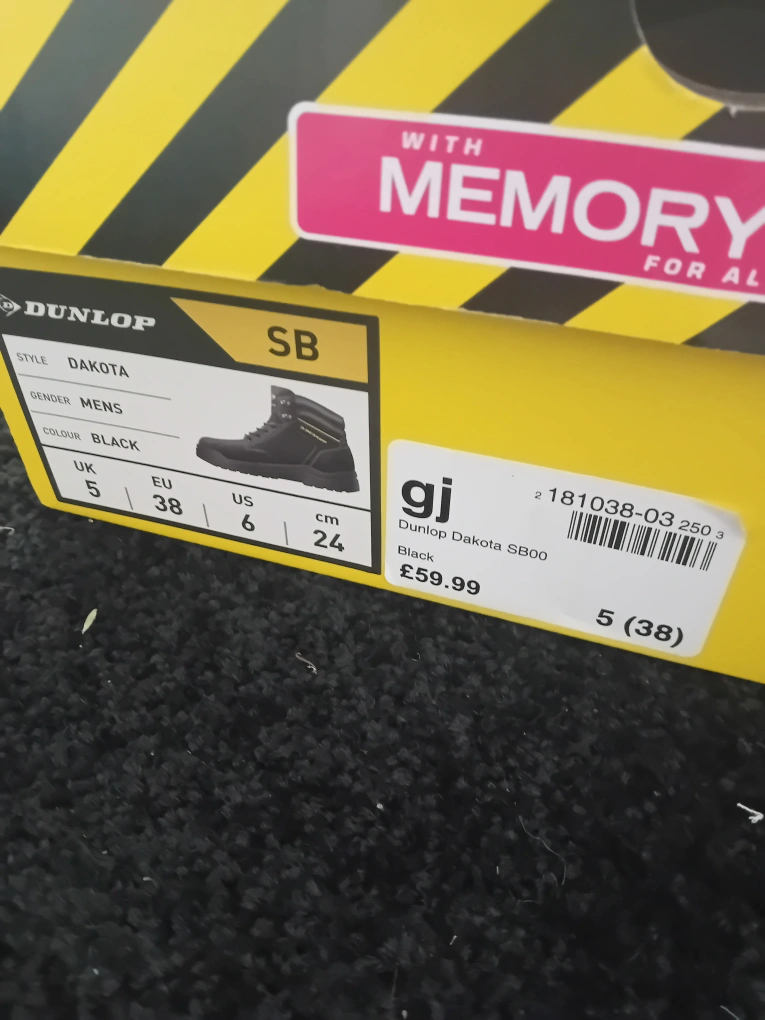 WITH
MEMORY
FOR AL
DUNLOP
SB
STYLE DAKOTA
GENDER MENS
COLOUR BLACK
UK EU US cm
5 38 6 24
gj
2 181038-03 250 3
Dunlop Dakota SB00
Black
£59.99
5 (38)